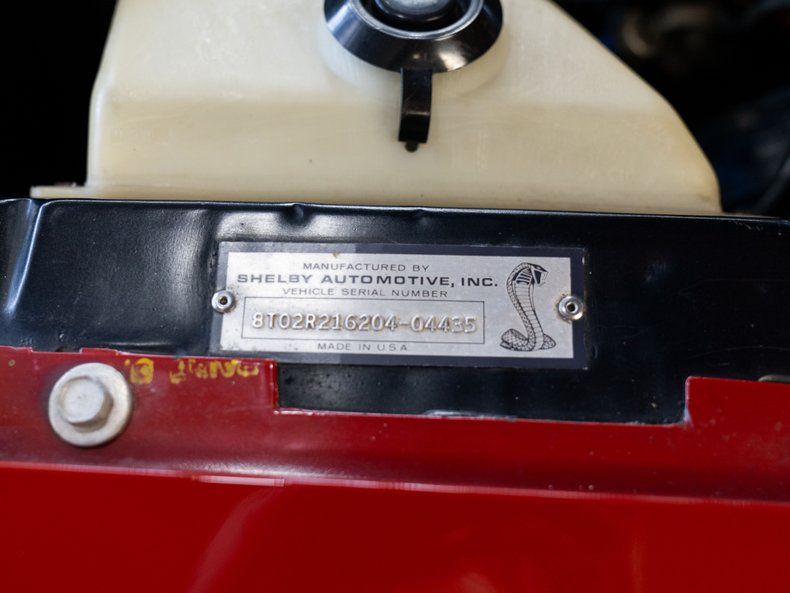 MANUFACTURED BY
SHELBY AUTOMOTIVE, INC.
VEHICLE SERIAL NUMBER
8T02R216204-04435
MADE IN U.S.A